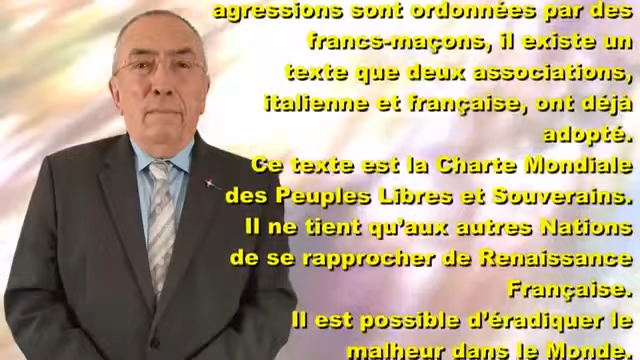 agressions sont ordonnées par des
francs-maçons, il existe un
texte que deux associations,
italienne et française, ont déjà
adopté.
Ce texte est la Charte Mondiale
des Peuples Libres et Souverains.
Il ne tient qu'aux autres Nations
de se rapprocher de Renaissance
Française.
Il est possible d'éradiquer le
malheur dans le Monde.